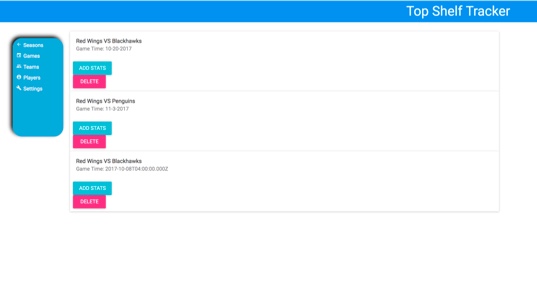 Top Shelf Tracker
Seasons
Games
Teams
Players
Settings
Red Wings VS Blackhawks
Game Time: 10-20-2017
ADD STATS
DELETE
Red Wings VS Penguins
Game Time: 11-3-2017
ADD STATS
DELETE
Red Wings VS Blackhawks
Game Time: 2017-10-08T04:00:00.000Z
ADD STATS
DELETE